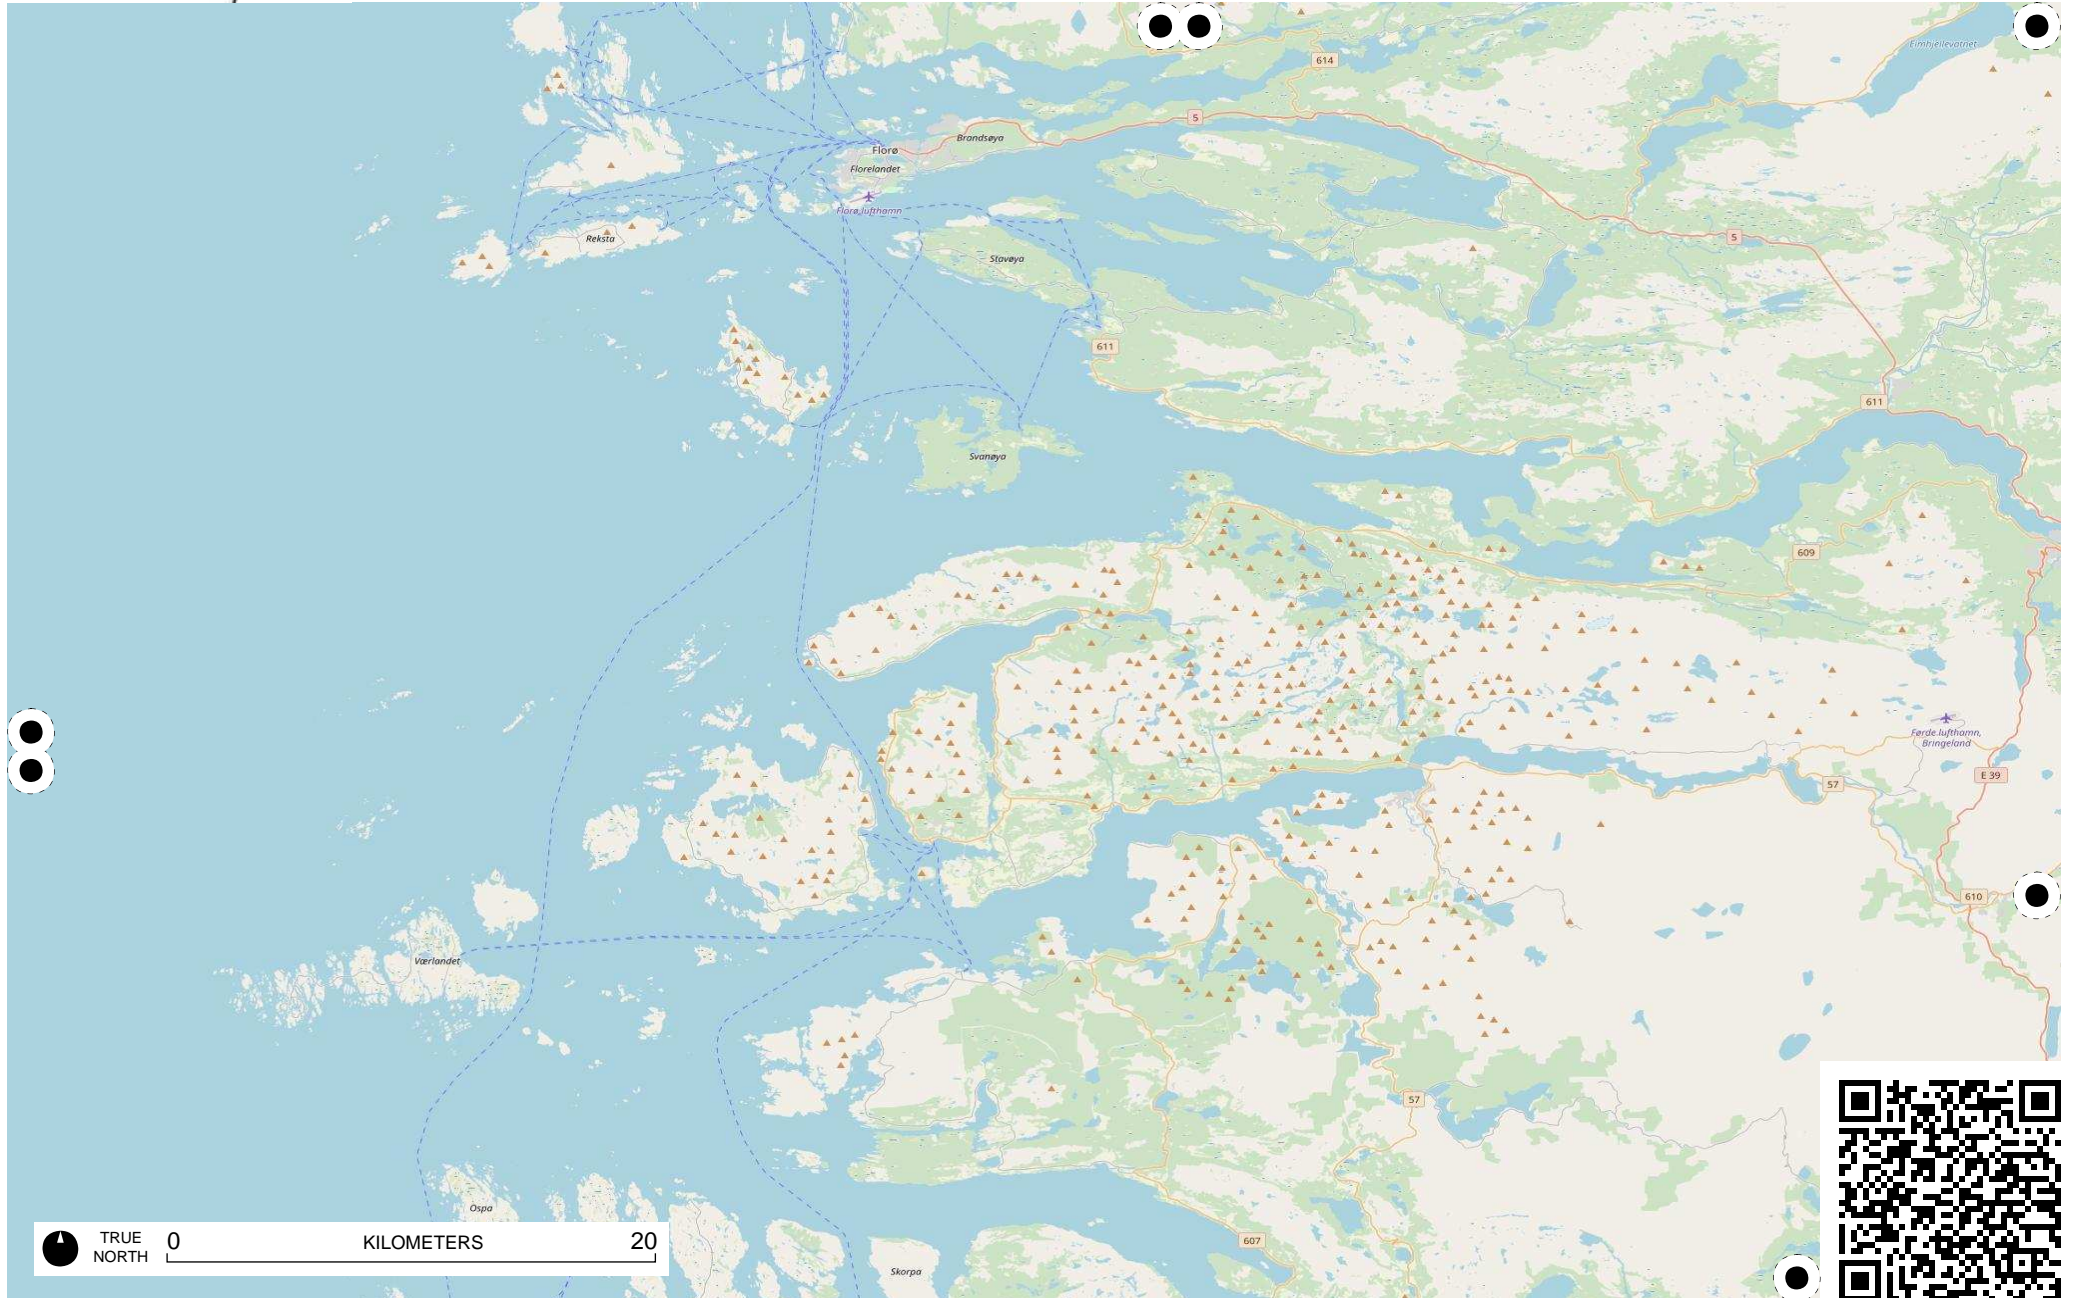 Eimhjellevatnet
614
5
Florø
Brandsøya
Florelandet
Florø lufthamn
Reksta
5
Stavøya
611
611
Svanøya
609
Førde lufthamn,
Bringeland
E 39
57
610
Værlandet
57
Ospa
607
Skorpa
TRUE
NORTH
0
KILOMETERS
20